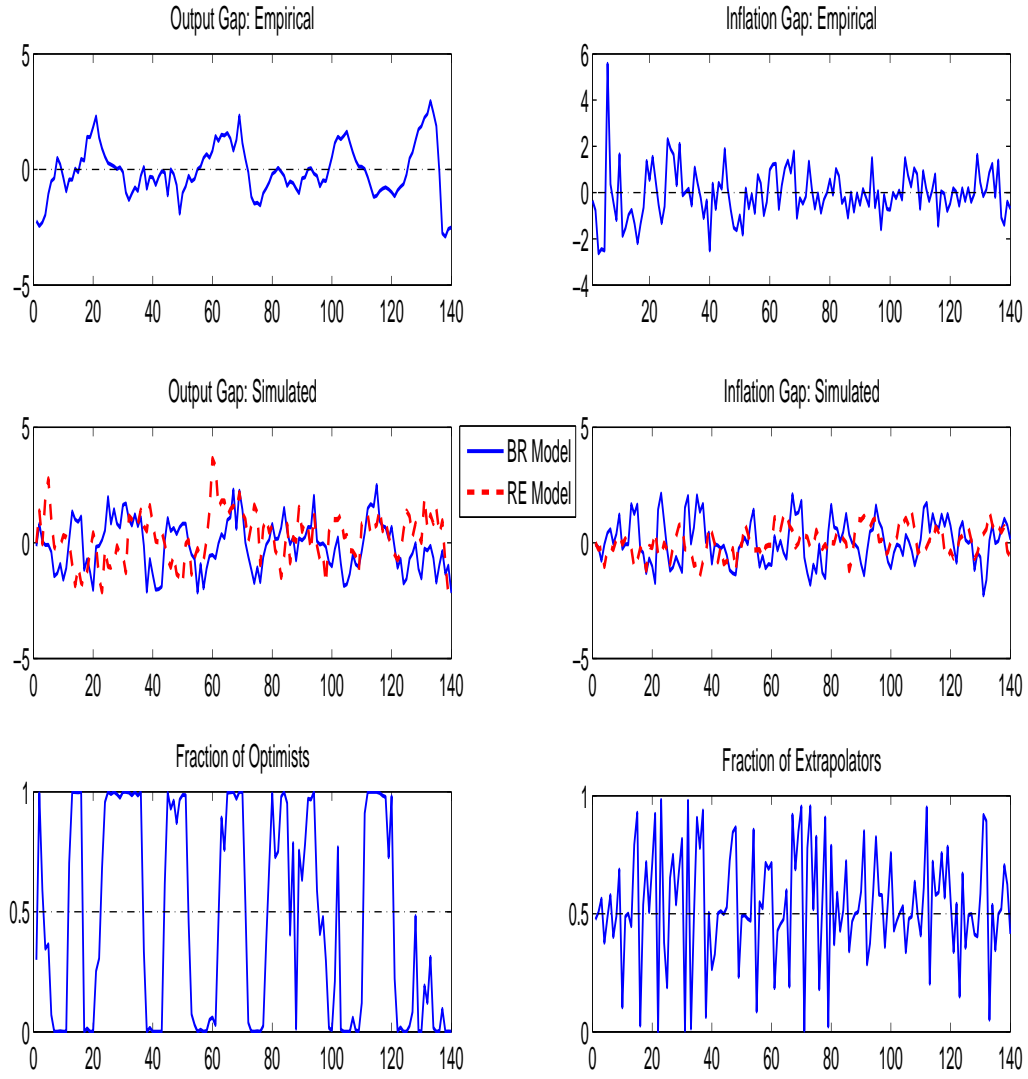 Output Gap: Empirical
5
0
−5
0 20 40 60 80 100 120 140
Inflation Gap: Empirical
6
4
2
0
−2
−4
0 20 40 60 80 100 120 140
Output Gap: Simulated
5
0
−5
0 20 40 60 80 100 120 140
BR Model
RE Model
Inflation Gap: Simulated
5
0
−5
0 20 40 60 80 100 120 140
Fraction of Optimists
1
0.5
0
0 20 40 60 80 100 120 140
Fraction of Extrapolators
1
0.5
0
0 20 40 60 80 100 120 140